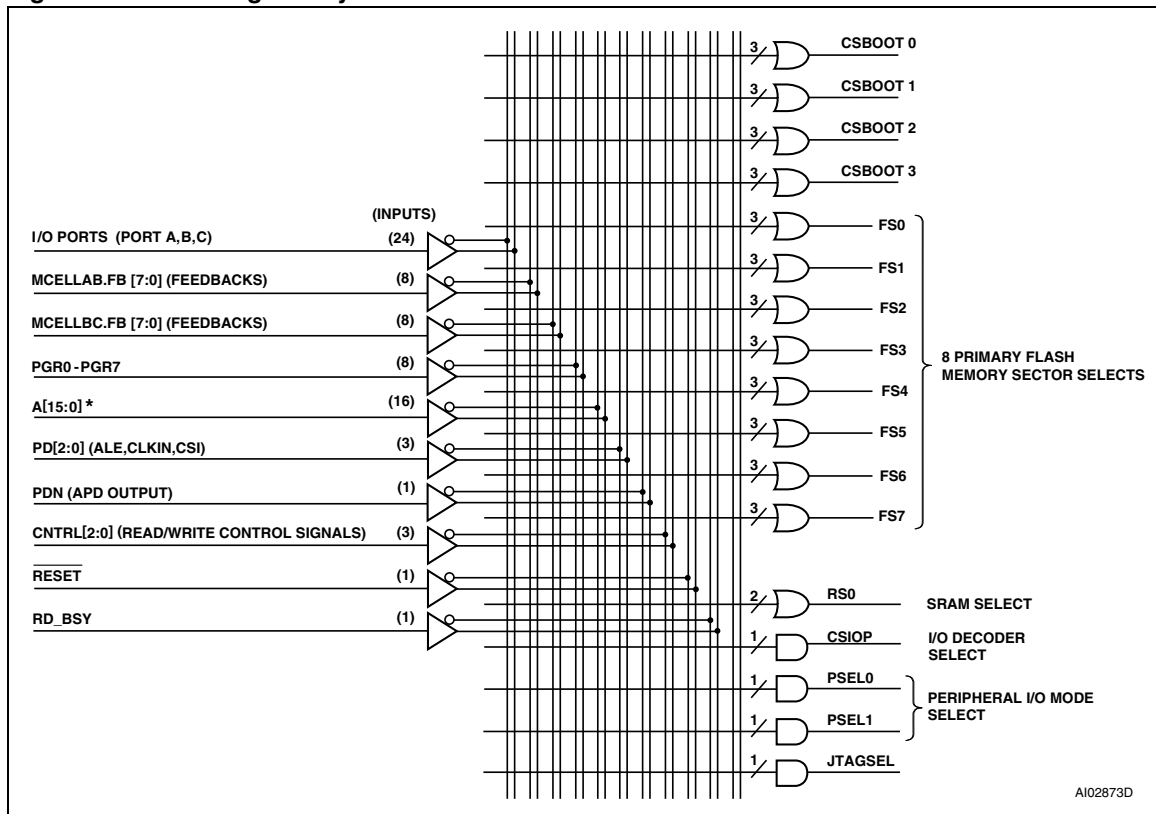 CSBOOT 0
3
CSBOOT 1
3
CSBOOT 2
3
CSBOOT 3
3
(INPUTS)
I/O PORTS (PORT A,B,C) (24)
MCELLAB.FB [7:0] (FEEDBACKS) (8)
MCELLBC.FB [7:0] (FEEDBACKS) (8)
PGR0 -PGR7 (8)
A[15:0] * (16)
PD[2:0] (ALE,CLKIN,CSI) (3)
PDN (APD OUTPUT) (1)
CNTRL[2:0] (READ/WRITE CONTROL SIGNALS) (3)
RESET (1)
RD_BSY (1)
3 FS0
3 FS1
3 FS2
3 FS3
3 FS4
3 FS5
3 FS6
3 FS7
8 PRIMARY FLASH
MEMORY SECTOR SELECTS
2 RS0 SRAM SELECT
1 CSIOP I/O DECODER
SELECT
1 PSEL0
1 PSEL1
PERIPHERAL I/O MODE
SELECT
1 JTAGSEL
AI02873D